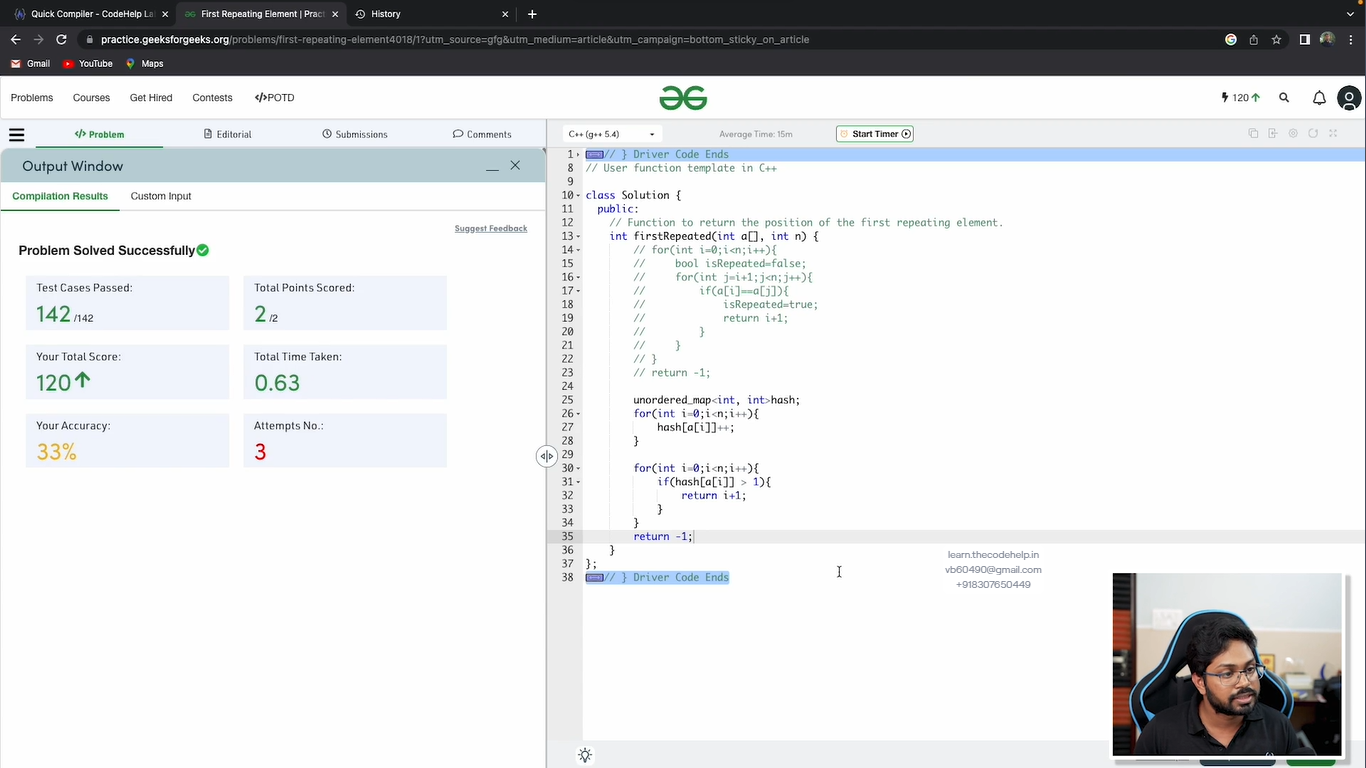 Quick Compiler - CodeHelp La
First Repeating Element | Pract
History
practice.geeksforgeeks.org/problems/first-repeating-element4018/1?utm_source=gfg&utm_medium=article&utm_campaign=bottom_sticky_on_article
Gmail
YouTube
Maps
Problems
Courses
Get Hired
Contests
</>POTD
120
</> Problem
Editorial
Submissions
Comments
C++ (g++ 5.4)
Average Time: 15m
Start Timer
Output Window
Compilation Results
Custom Input
Suggest Feedback
Problem Solved Successfully
Test Cases Passed:
142 /142
Total Points Scored:
2 /2
Your Total Score:
120
Total Time Taken:
0.63
Your Accuracy:
33%
Attempts No.:
3
1 // } Driver Code Ends
8 // User function template in C++
9
10 class Solution {
11 public:
12 // Function to return the position of the first repeating element.
13 int firstRepeated(int a[], int n) {
14 // for(int i=0;i<n;i++){
15 // bool isRepeated=false;
16 // for(int j=i+1;j<n;j++){
17 // if(a[i]==a[j]){
18 // isRepeated=true;
19 // return i+1;
20 // }
21 // }
22 // }
23 // return -1;
24
25 unordered_map<int, int>hash;
26 for(int i=0;i<n;i++){
27 hash[a[i]]++;
28 }
29
30 for(int i=0;i<n;i++){
31 if(hash[a[i]] > 1){
32 return i+1;
33 }
34 }
35 return -1;
36 }
37 };
38 // } Driver Code Ends
learn.thecodehelp.in
vb60490@gmail.com
+918307650449